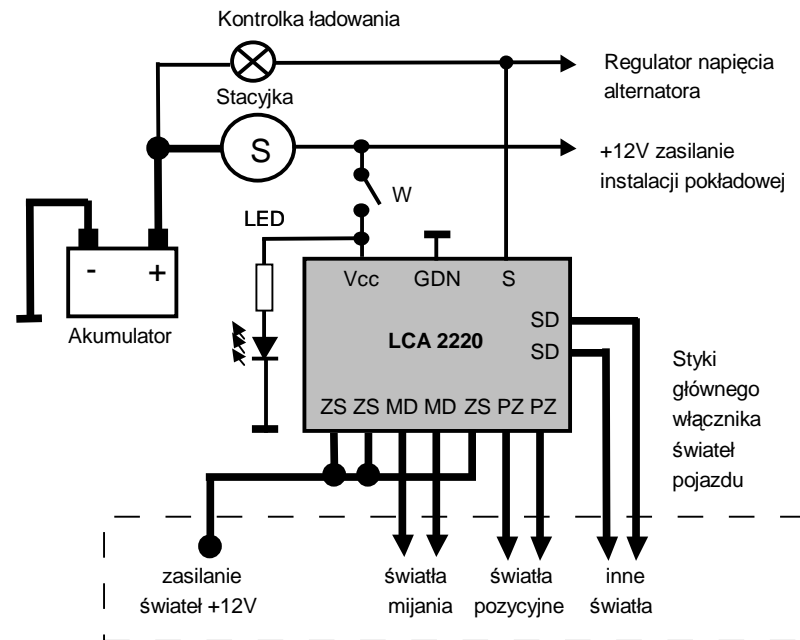 Kontrolka ładowania
Regulator napięcia
alternatora
Stacyjka
S
+12V zasilanie
instalacji pokładowej
W
LED
- +
Akumulator
Vcc GDN S
SD
SD
LCA 2220
ZS ZS MD MD ZS PZ PZ
Styki
głównego
włącznika
świateł
pojazdu
zasilanie
świateł +12V
światła
mijania
światła
pozycyjne
inne
światła